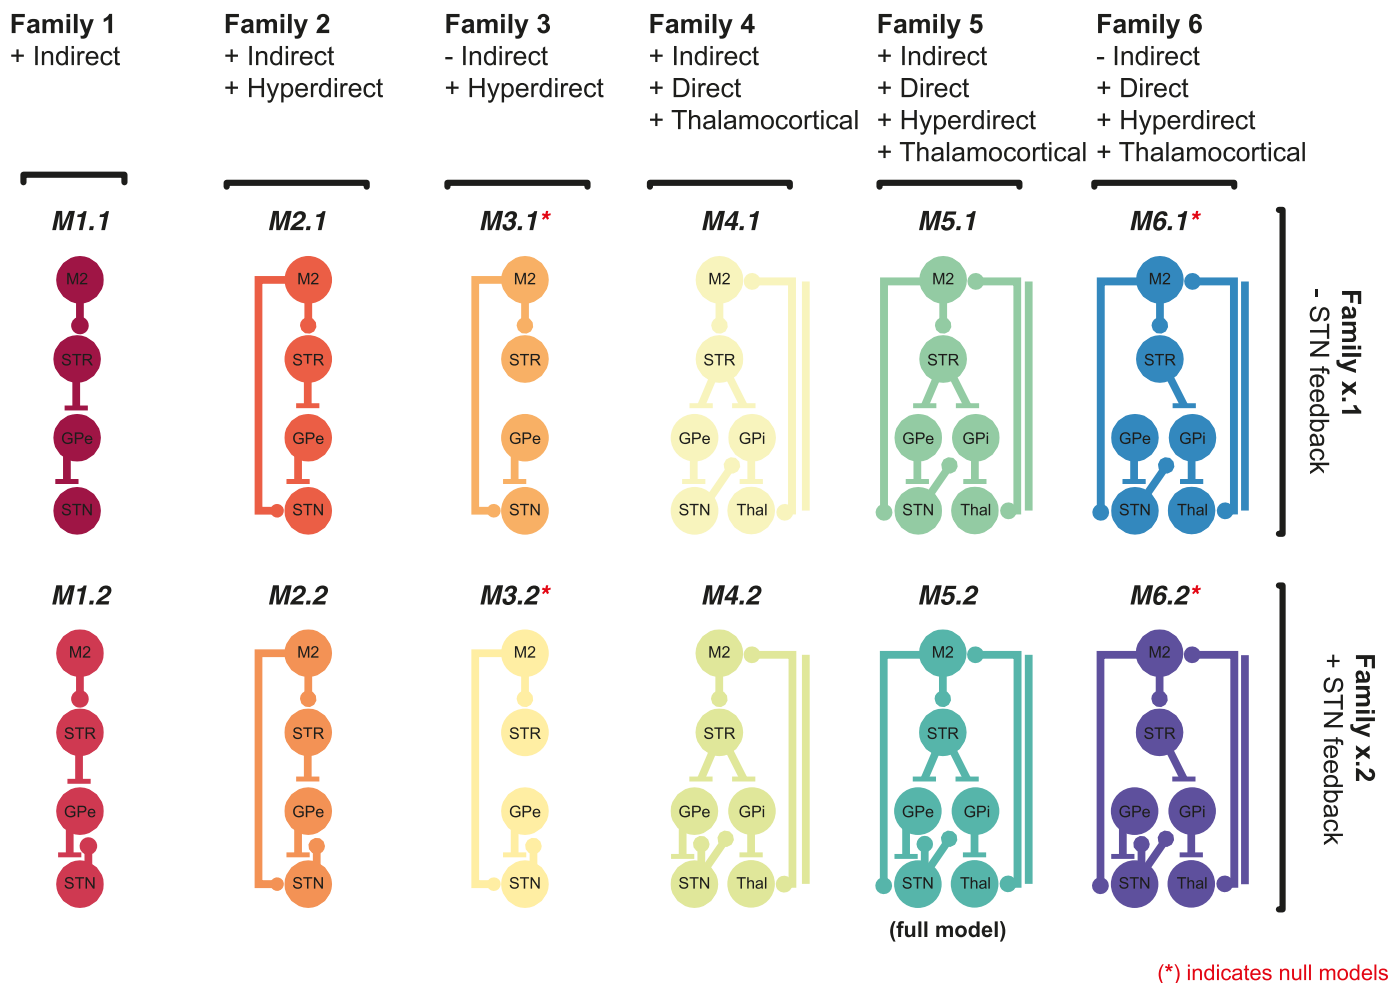 Family 1
+ Indirect
Family 2
+ Indirect
+ Hyperdirect
Family 3
- Indirect
+ Hyperdirect
Family 4
+ Indirect
+ Direct
+ Thalamocortical
Family 5
+ Indirect
+ Direct
+ Hyperdirect
+ Thalamocortical
Family 6
- Indirect
+ Direct
+ Hyperdirect
+ Thalamocortical
M1.1
M2
STR
GPe
STN
M2.1
M2
STR
GPe
STN
M3.1*
M2
STR
GPe
STN
M4.1
M2
STR
GPe GPi
STN Thal
M5.1
M2
STR
GPe GPi
STN Thal
M6.1*
M2
STR
GPe GPi
STN Thal
Family x.1
- STN feedback
M1.2
M2
STR
GPe
STN
M2.2
M2
STR
GPe
STN
M3.2*
M2
STR
GPe
STN
M4.2
M2
STR
GPe GPi
STN Thal
M5.2
M2
STR
GPe GPi
STN Thal
(full model)
M6.2*
M2
STR
GPe GPi
STN Thal
Family x.2
+ STN feedback
(*) indicates null models